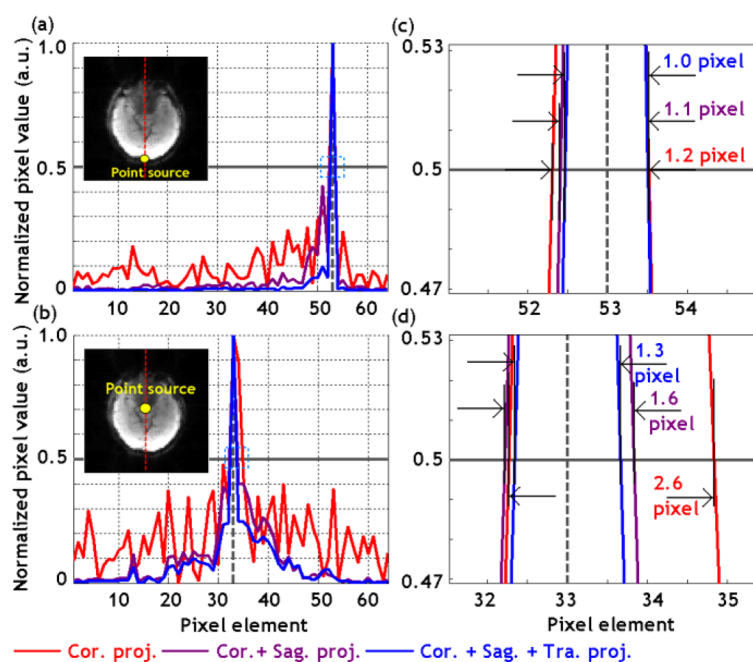 (a)
Normalized pixel value (a.u.)
1.0
0.5
0
Point source
10 20 30 40 50 60
(c)
0.53
0.5
0.47
1.0 pixel
1.1 pixel
1.2 pixel
52 53 54
(b)
Normalized pixel value (a.u.)
1.0
0.5
0
Point source
10 20 30 40 50 60
Pixel element
(d)
0.53
0.5
0.47
1.3
pixel
1.6
pixel
2.6
pixel
32 33 34 35
Pixel element
Cor. proj. Cor.+ Sag. proj. Cor. + Sag. + Tra. proj.